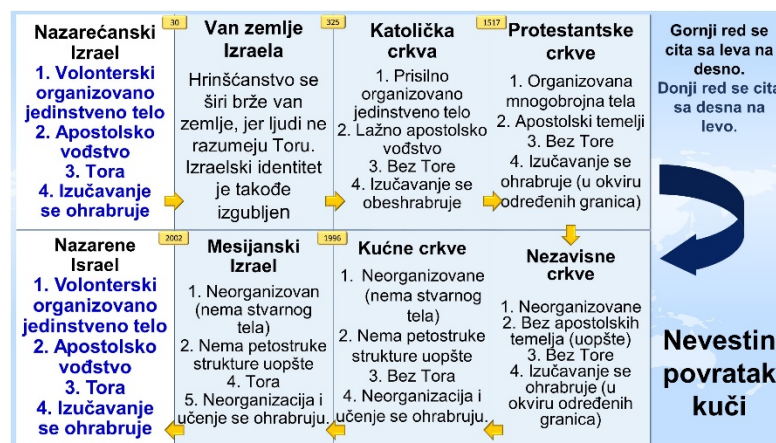 Nazarećanski
Izrael
1. Volonterski
organizovano
jedinstveno telo
2. Apostolsko
vođstvo
3. Tora
4. Izučavanje
se ohrabruje
30
Van zemlje
Izraela
Hrinšćanstvo se
širi brže van
zemlje, jer ljudi ne
razumeju Toru.
Izraelski identitet
je takođe
izgubljen
325
Katolička
crkva
1. Prisilno
organizovano
jedinstveno telo
2. Lažno apostolsko
vođstvo
3. Bez Tore
4. Izučavanje se
obeshrabruje
1517
Protestantske
crkve
1. Organizovana
mnogobrojna tela
2. Apostolski temelji
3. Bez Tore
4. Izučavanje se
ohrabruje (u okviru
određenih granica)
Gornji red se
cita sa leva na
desno.
Donji red se cita
sa desna na
levo.
Nazarene
Israel
1. Volonterski
organizovano
jedinstveno telo
2. Apostolsko
vođstvo
3. Tora
4. Izučavanje
se ohrabruje
2002
Mesijanski
Izrael
1. Neorganizovan
(nema stvarnog
tela)
2. Nema petostruke
strukture uopšte
4. Tora
5. Neorganizacija i
učenje se ohrabruju.
1996
Kućne crkve
1. Neorganizovane
(nema stvarnog
tela)
2. Nema petostruke
strukture uopšte
3. Bez Tora
4. Neorganizacija i
učenje se ohrabruju.
Nezavisne
crkve
1. Neorganizovane
2. Bez apostolskih
temelja (uopšte)
3. Bez Tore
4. Izučavanje se
ohrabruje (u
okviru određenih
granica)
Nevestin
povratak
kuči